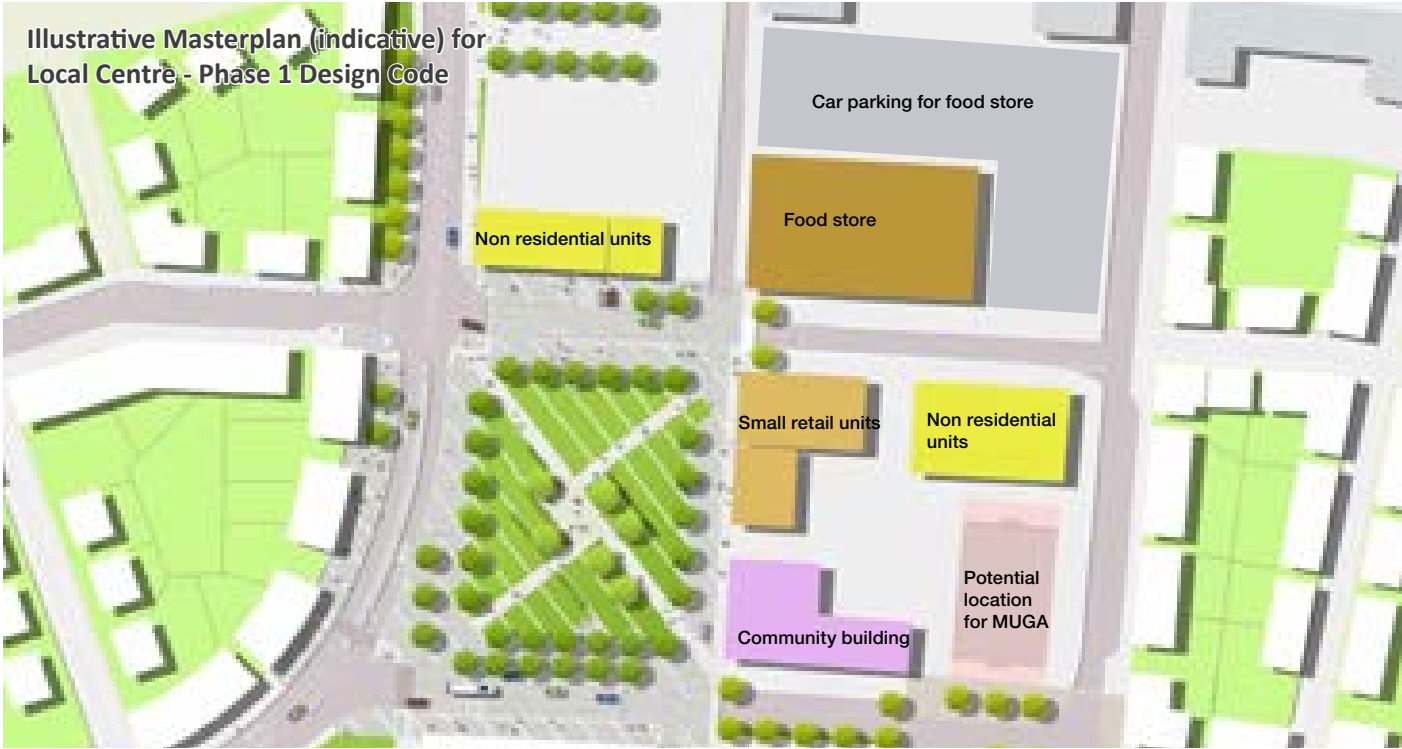 Illustrative Masterplan (indicative) for
Local Centre - Phase 1 Design Code
Car parking for food store
Food store
Non residential units
Small retail units
Non residential
units
Potential
location
for MUGA
Community building